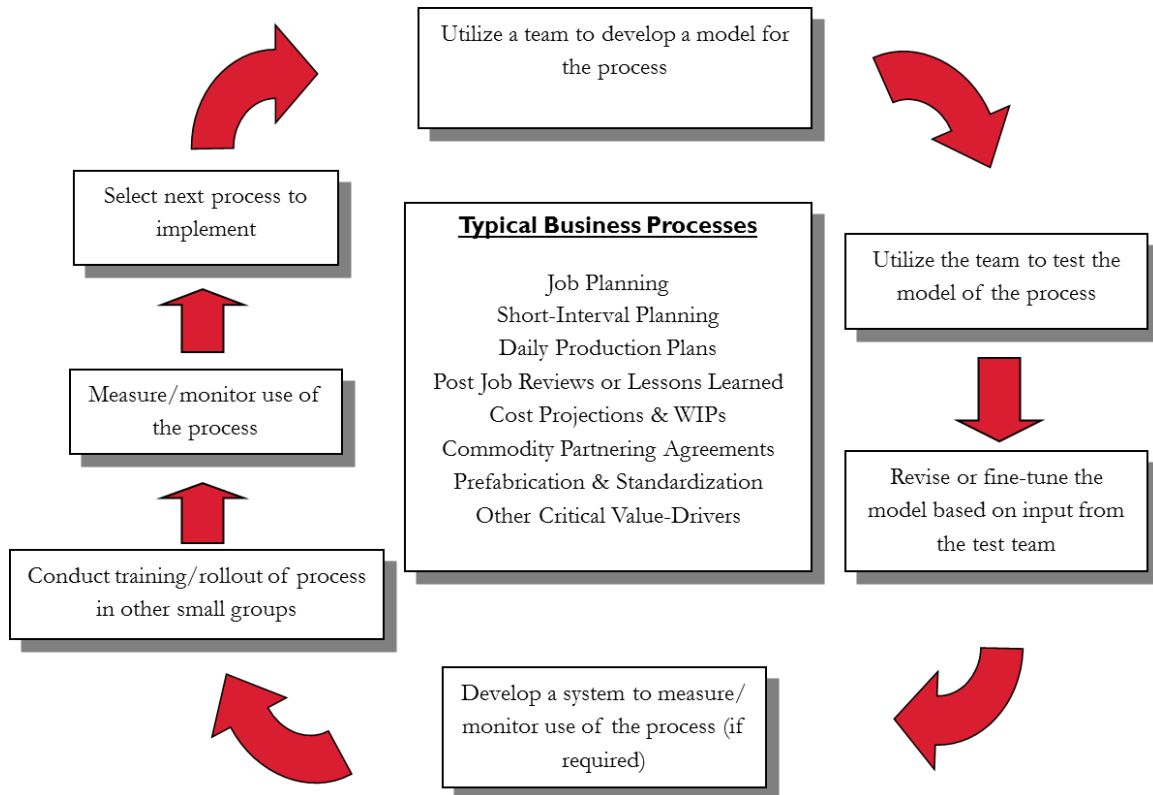 Utilize a team to develop a model for
the process
Utilize the team to test the
model of the process
Revise or fine-tune the
model based on input from
the test team
Develop a system to measure/
monitor use of the process (if
required)
Conduct training/rollout of process
in other small groups
Measure/monitor use of
the process
Select next process to
implement
Typical Business Processes
Job Planning
Short-Interval Planning
Daily Production Plans
Post Job Reviews or Lessons Learned
Cost Projections & WIPs
Commodity Partnering Agreements
Prefabrication & Standardization
Other Critical Value-Drivers